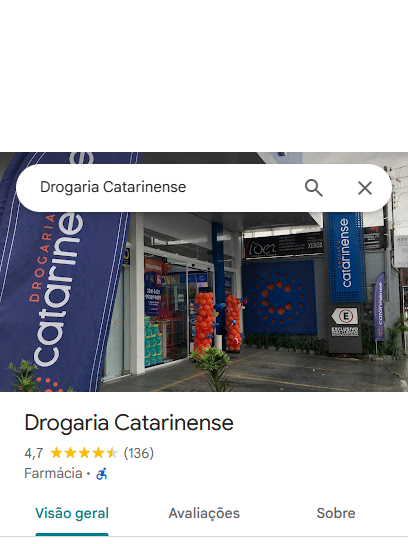 Drogaria Catarinense
DROGARIA
catarinense
catarinense
catarinense
E
EXCLUSIVO
Drogaria Catarinense
4,7 (136)
Farmácia ·
Visão geral
Avaliações
Sobre